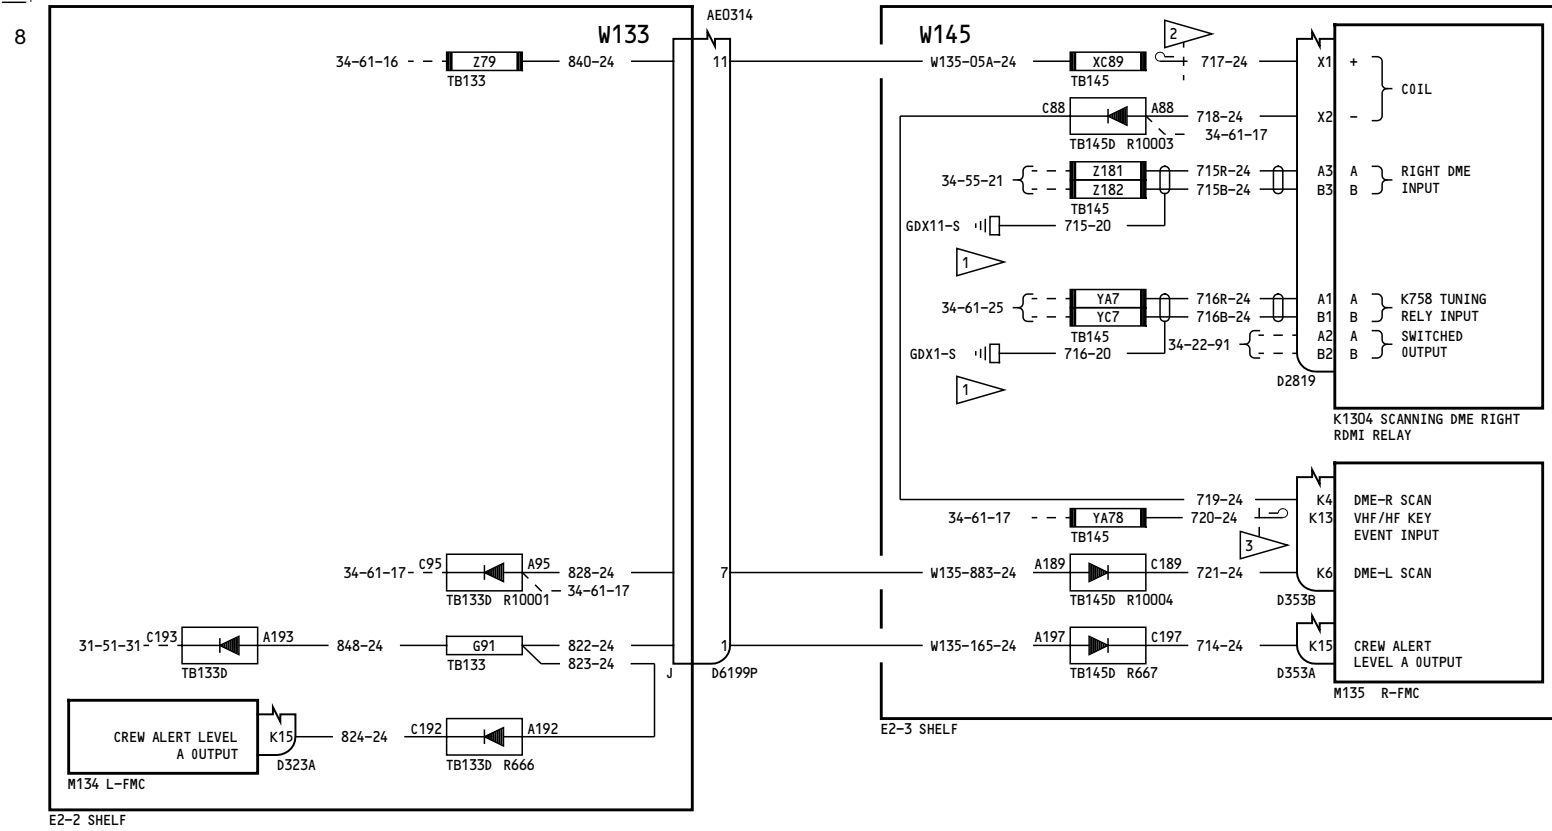 8
AE0314
W133
W145
2
34-61-16
Z79
840-24
11
W135-05A-24
XC89
717-24
X1
+
TB133
TB145
COIL
C88
A88
718-24
X2
−
34-61-17
TB145D R10003
34-55-21
Z181
715R-24
A3
A
RIGHT DME
Z182
715B-24
B3
B
INPUT
TB145
GDX11-S
715-20
1
34-61-25
YA7
716R-24
A1
A
K758 TUNING
YC7
716B-24
B1
B
RELY INPUT
TB145
34-22-91
A2
A
SWITCHED
GDX1-S
716-20
B2
B
OUTPUT
D2819
1
K1304 SCANNING DME RIGHT
RDMI RELAY
719-24
K4
DME-R SCAN
34-61-17
YA78
720-24
K13
VHF/HF KEY
EVENT INPUT
TB145
3
34-61-17
C95
A95
828-24
7
W135-883-24
A189
C189
721-24
K6
DME-L SCAN
34-61-17
TB133D R10001
TB145D R10004
D353B
31-51-31
C193
A193
848-24
G91
822-24
1
W135-165-24
A197
C197
714-24
K15
CREW ALERT
LEVEL A OUTPUT
823-24
TB133D
TB133
J
D6199P
TB145D R667
D353A
M135 R-FMC
CREW ALERT LEVEL
A OUTPUT
K15
824-24
C192
A192
E2-3 SHELF
D323A
TB133D R666
M134 L-FMC
E2-2 SHELF